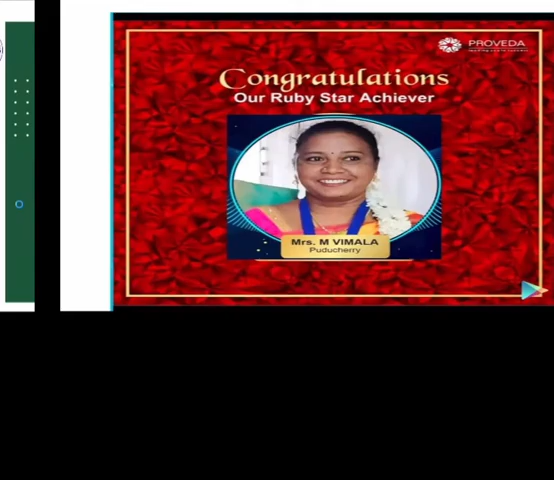 PROVEDA
Congratulations
Our Ruby Star Achiever
Mrs. M VIMALA
Puducherry